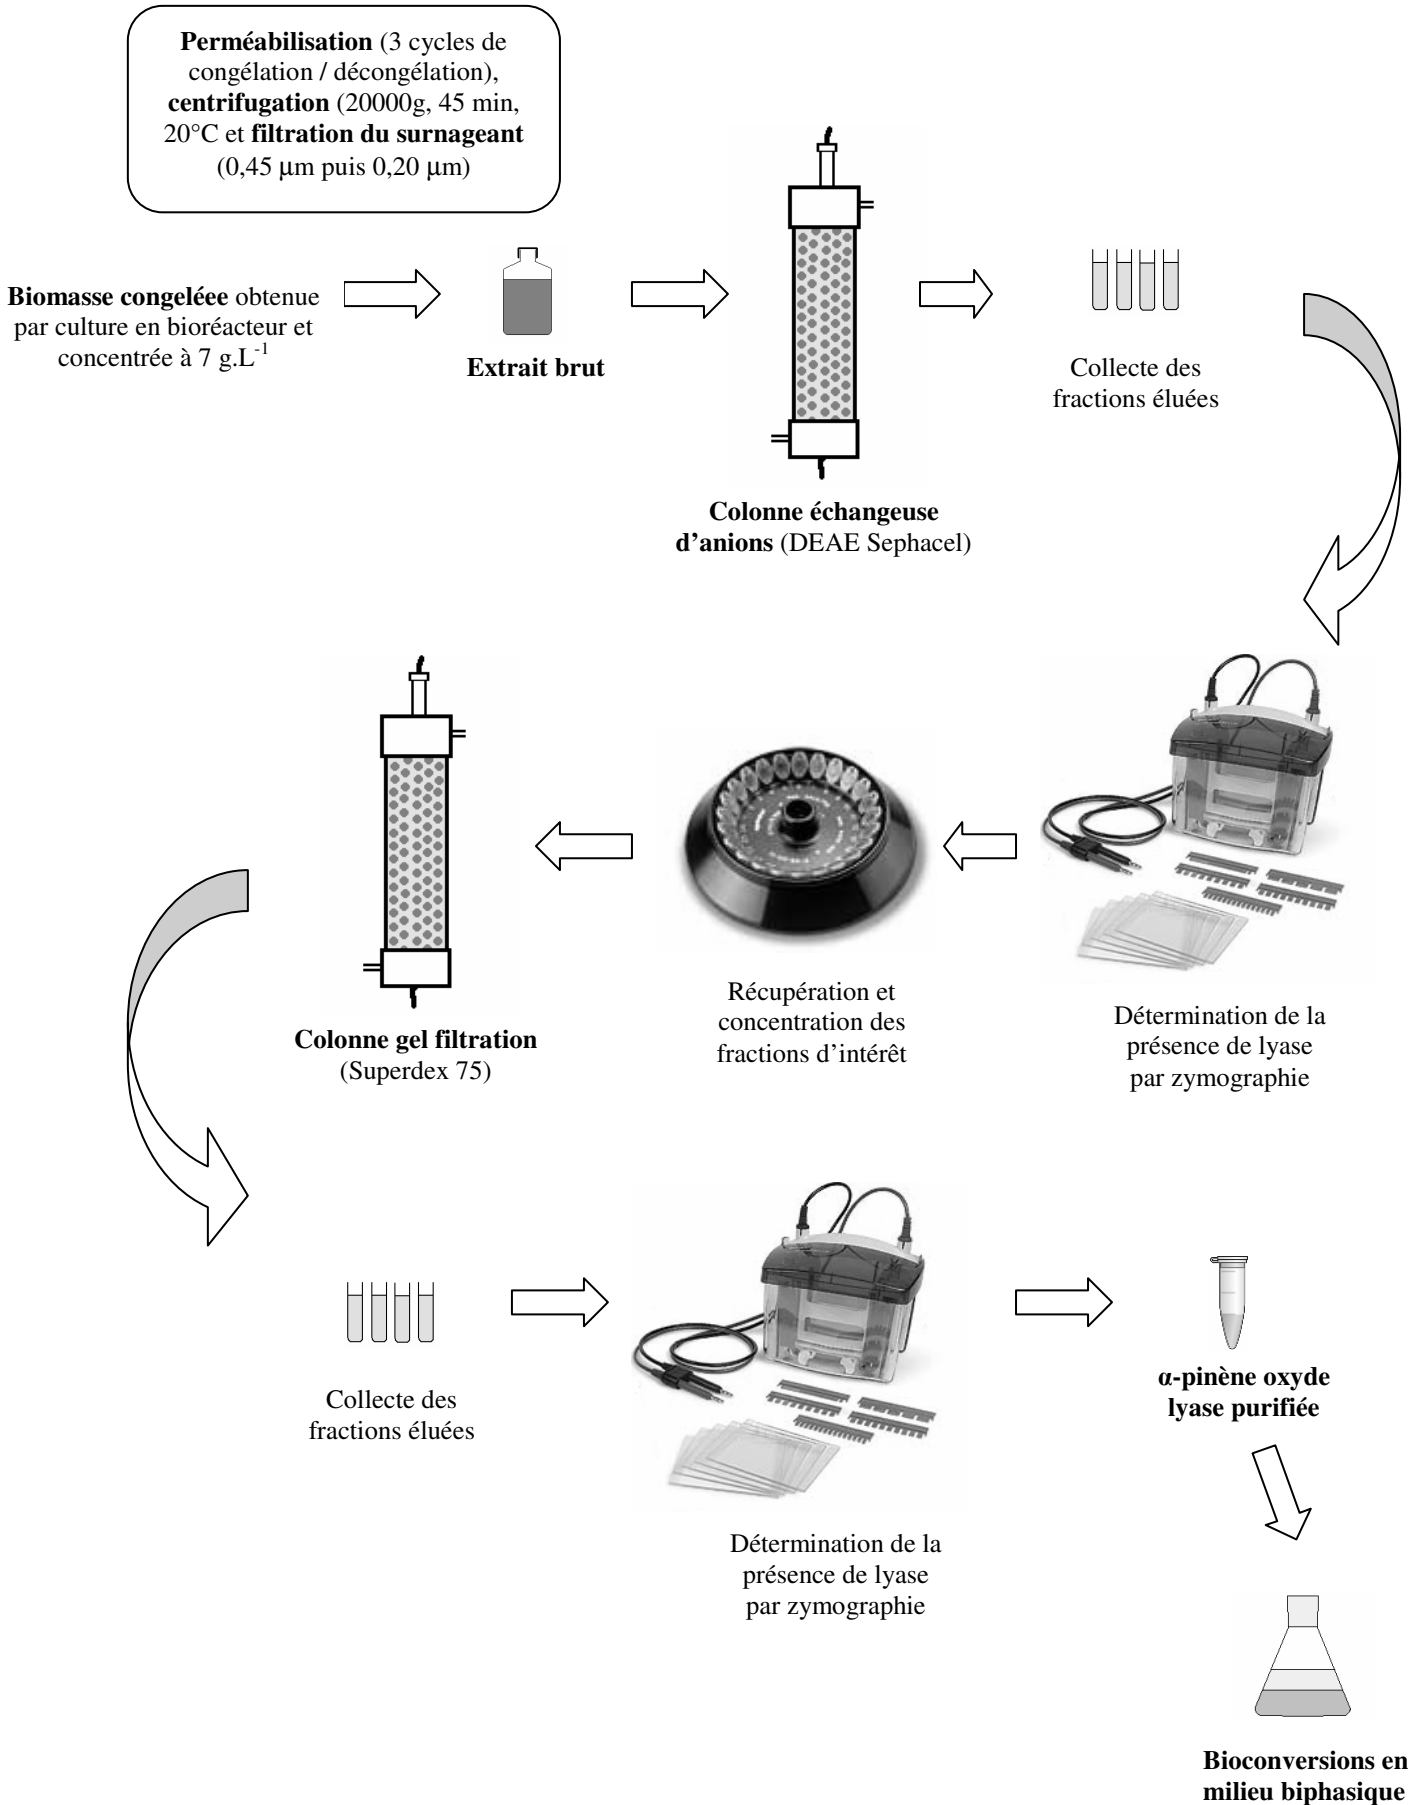 Perméabilisation (3 cycles de
congélation / décongélation),
centrifugation (20000g, 45 min,
20°C et filtration du surnageant
(0,45 µm puis 0,20 µm)
Biomasse congeléee obtenue
par culture en bioréacteur et
concentrée à 7 g.L⁻¹
Extrait brut
Colonne échangeuse
d’anions (DEAE Sephacel)
Collecte des
fractions éluées
Détermination de la
présence de lyase
par zymographie
Récupération et
concentration des
fractions d’intérêt
Colonne gel filtration
(Superdex 75)
Collecte des
fractions éluées
Détermination de la
présence de lyase
par zymographie
α-pinène oxyde
lyase purifiée
Bioconversions en
milieu biphasique